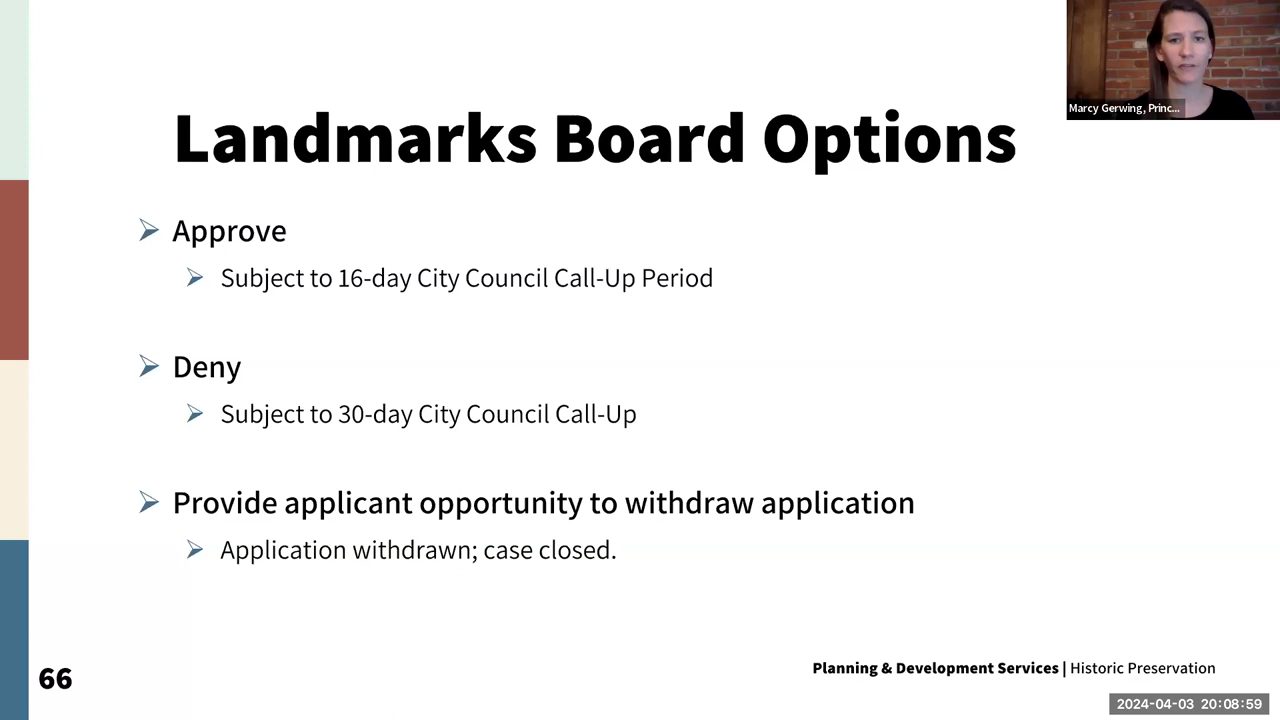 Marcy Gerwing, Princ...
Landmarks Board Options
Approve
Subject to 16-day City Council Call-Up Period
Deny
Subject to 30-day City Council Call-Up
Provide applicant opportunity to withdraw application
Application withdrawn; case closed.
66
Planning & Development Services | Historic Preservation
2024-04-03 20:08:59